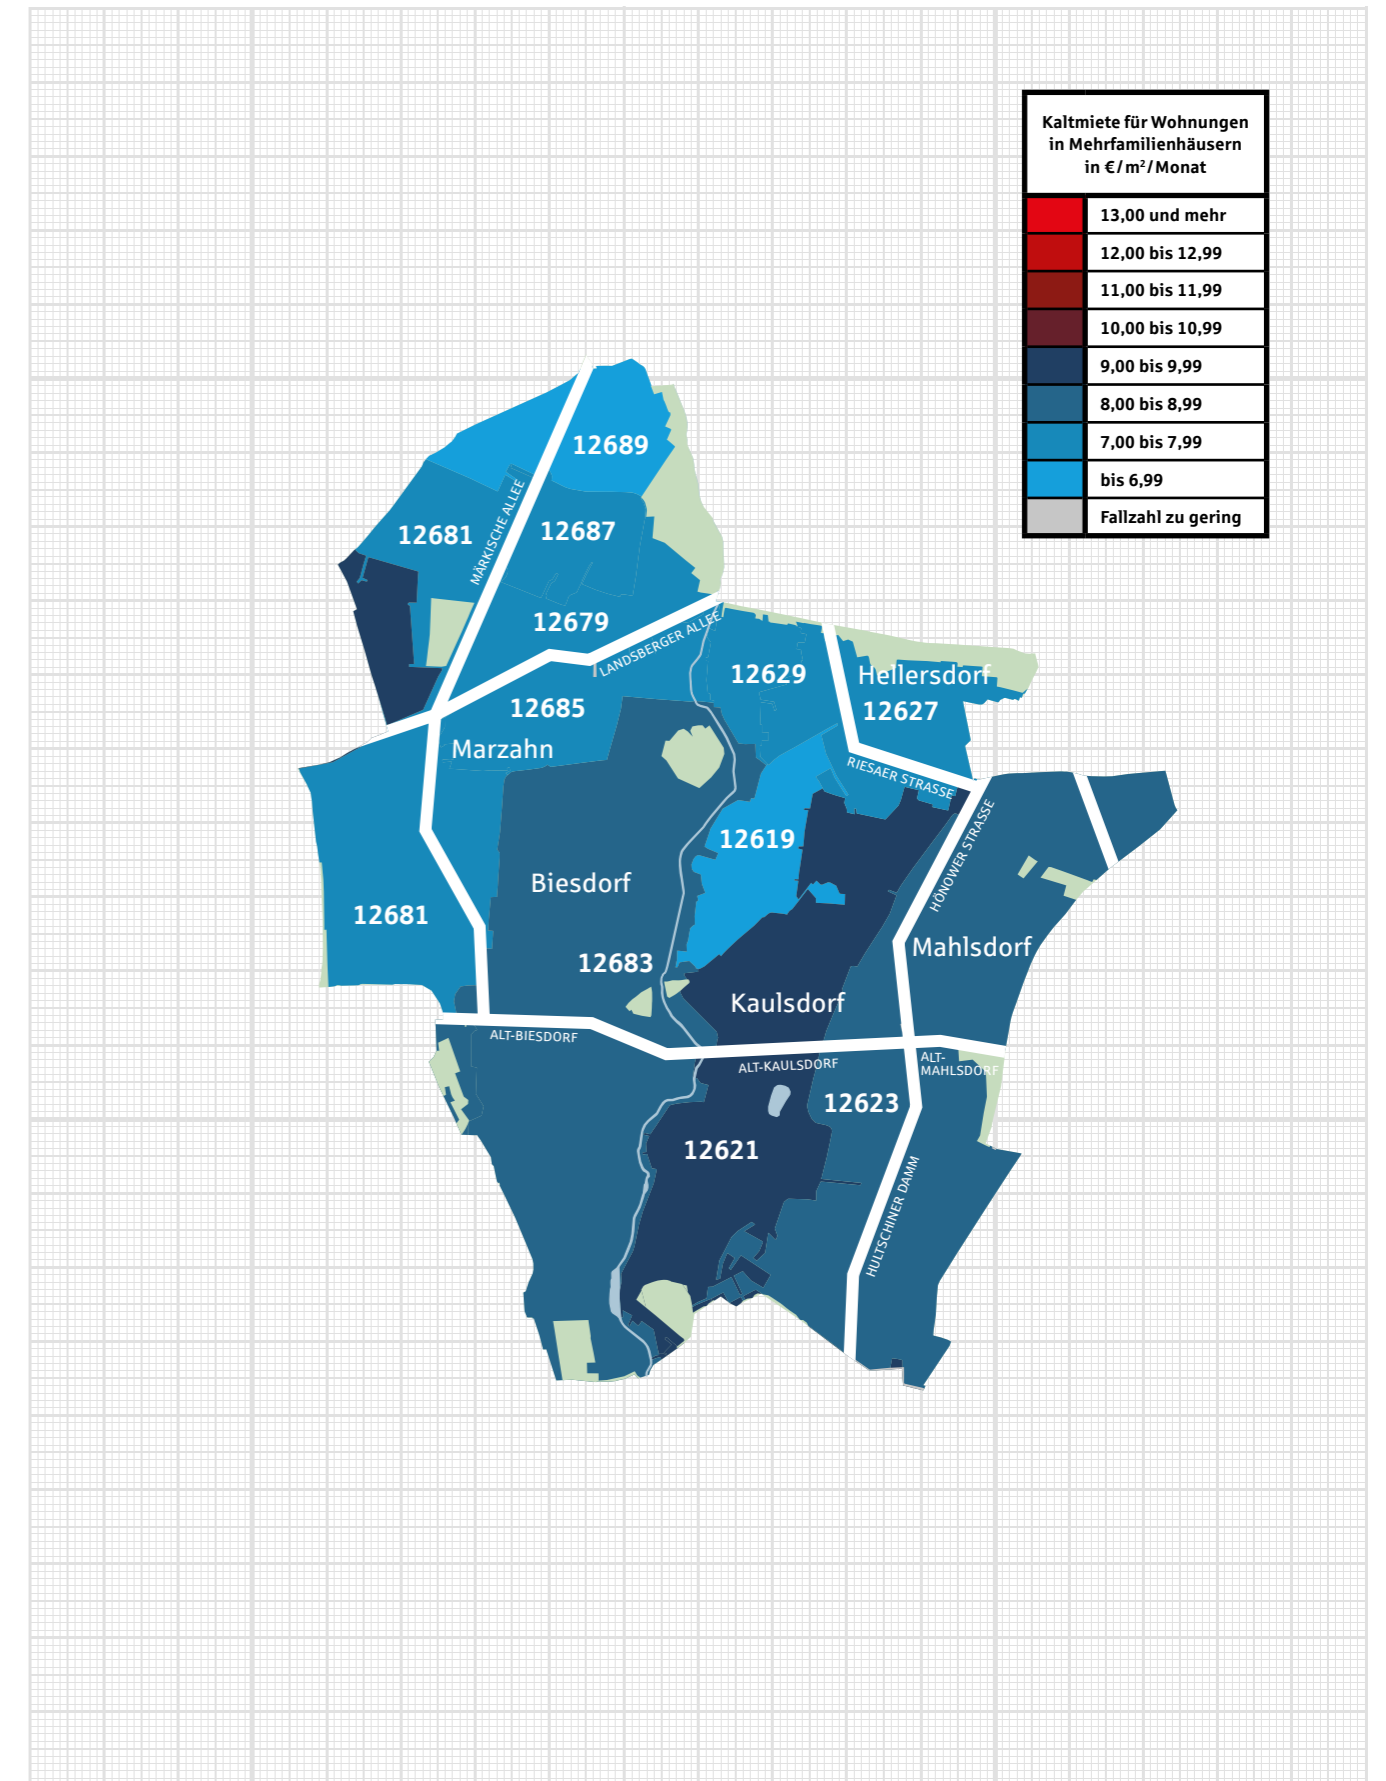 Kaltmiete für Wohnungen
in Mehrfamilienhäusern
in €/m²/Monat
13,00 und mehr
12,00 bis 12,99
11,00 bis 11,99
10,00 bis 10,99
9,00 bis 9,99
8,00 bis 8,99
7,00 bis 7,99
bis 6,99
Fallzahl zu gering
12689
MÄRKISCHE ALLEE
12681
12687
12679
LANDSBERGER ALLEE
12629
Hellersdorf
12627
12685
Marzahn
RIESAER STRASSE
HÖNOWER STRASSE
12619
Biesdorf
12681
Mahlsdorf
12683
Kaulsdorf
ALT-BIESDORF
ALT-KAULSDORF
ALT-
MAHLSDORF
12623
12621
HULTSCHINER DAMM